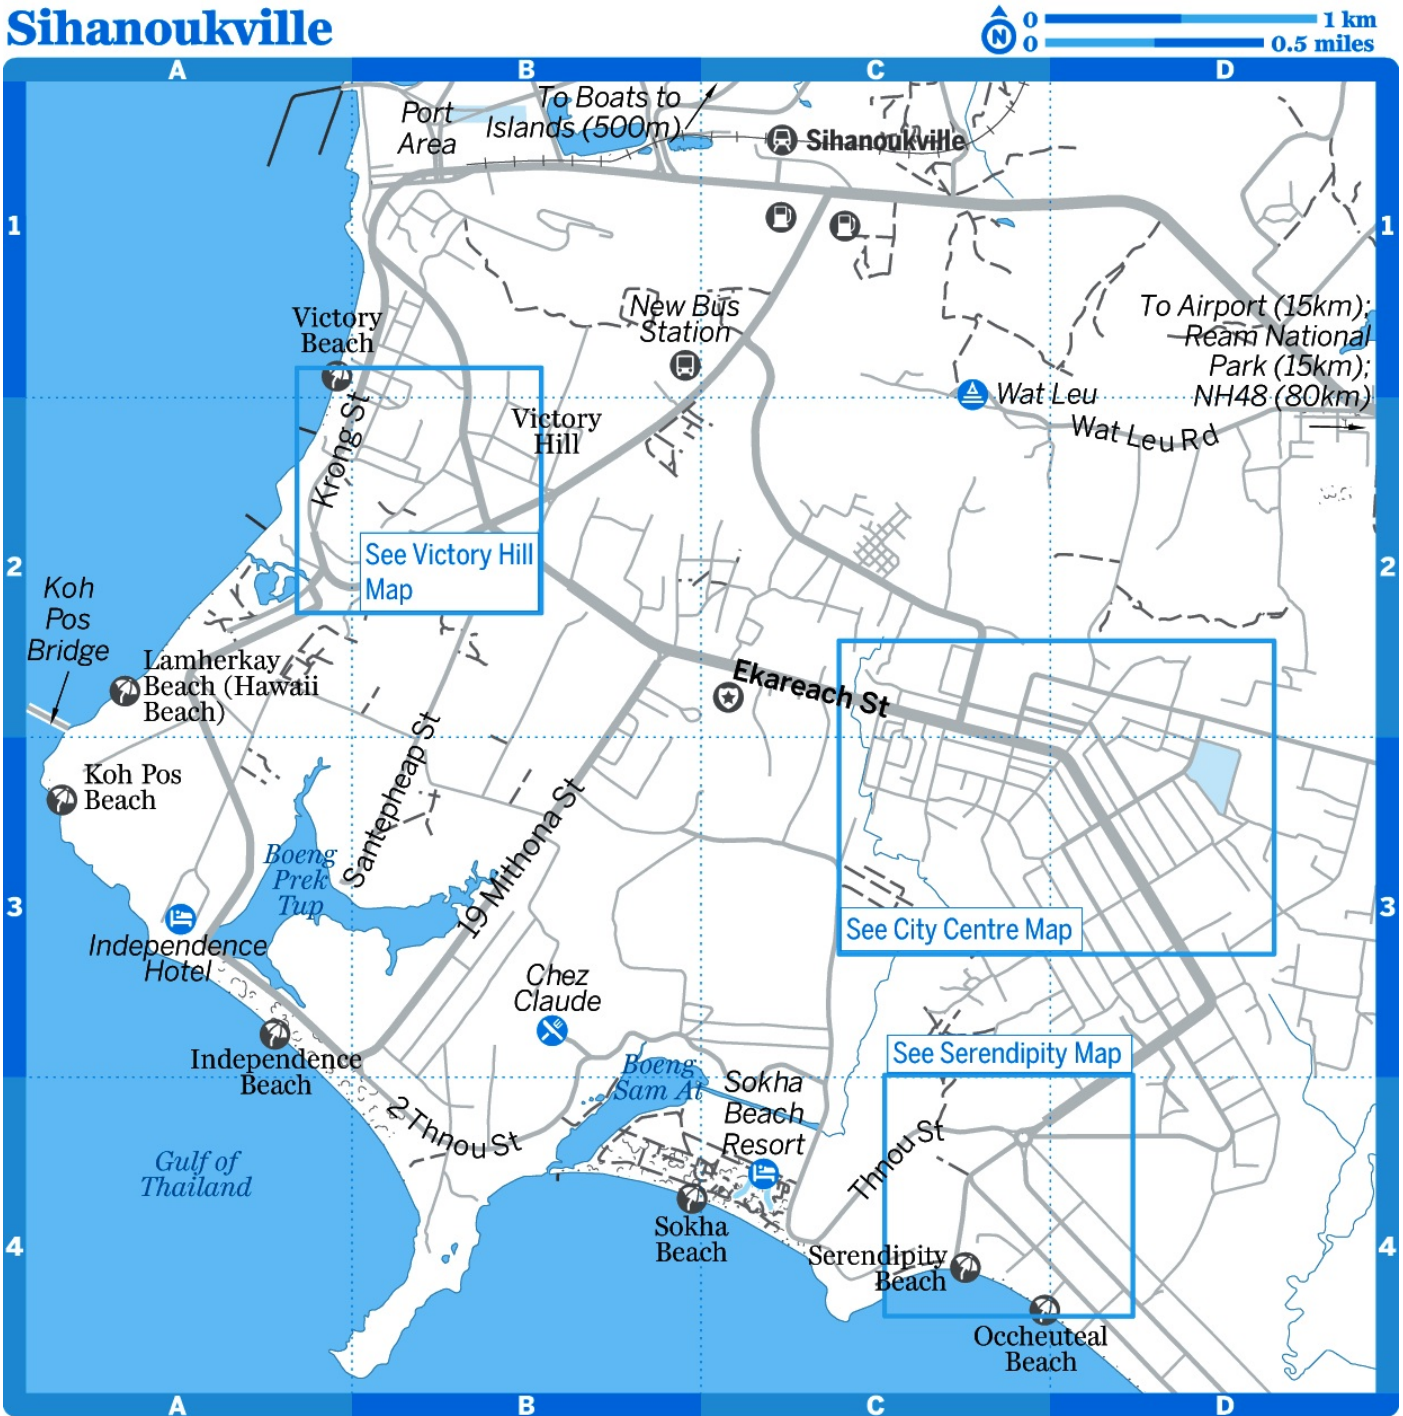 Sihanoukville
N
0 1 km
0 0.5 miles
A B C D
Port
Area
To Boats to
Islands (500m)
Sihanoukville
1 1
Victory
Beach
New Bus
Station
To Airport (15km);
Ream National
Park (15km);
NH48 (80km)
Wat Leu
Wat Leu Rd
Krong St
Victory
Hill
See Victory Hill
Map
2 2
Koh
Pos
Bridge
Lamherkay
Beach (Hawaii
Beach)
Ekareach St
Koh Pos
Beach
Santepheap St
19 Mithona St
Boeng
Prek
Tup
3 3
See City Centre Map
Independence
Hotel
Chez
Claude
Independence
Beach
See Serendipity Map
Boeng
Sam At
Sokha
Beach
Resort
2 Thnou St
Thnou St
Gulf of
Thailand
Sokha
Beach
4 4
Serendipity
Beach
Occheuteal
Beach
A B C D